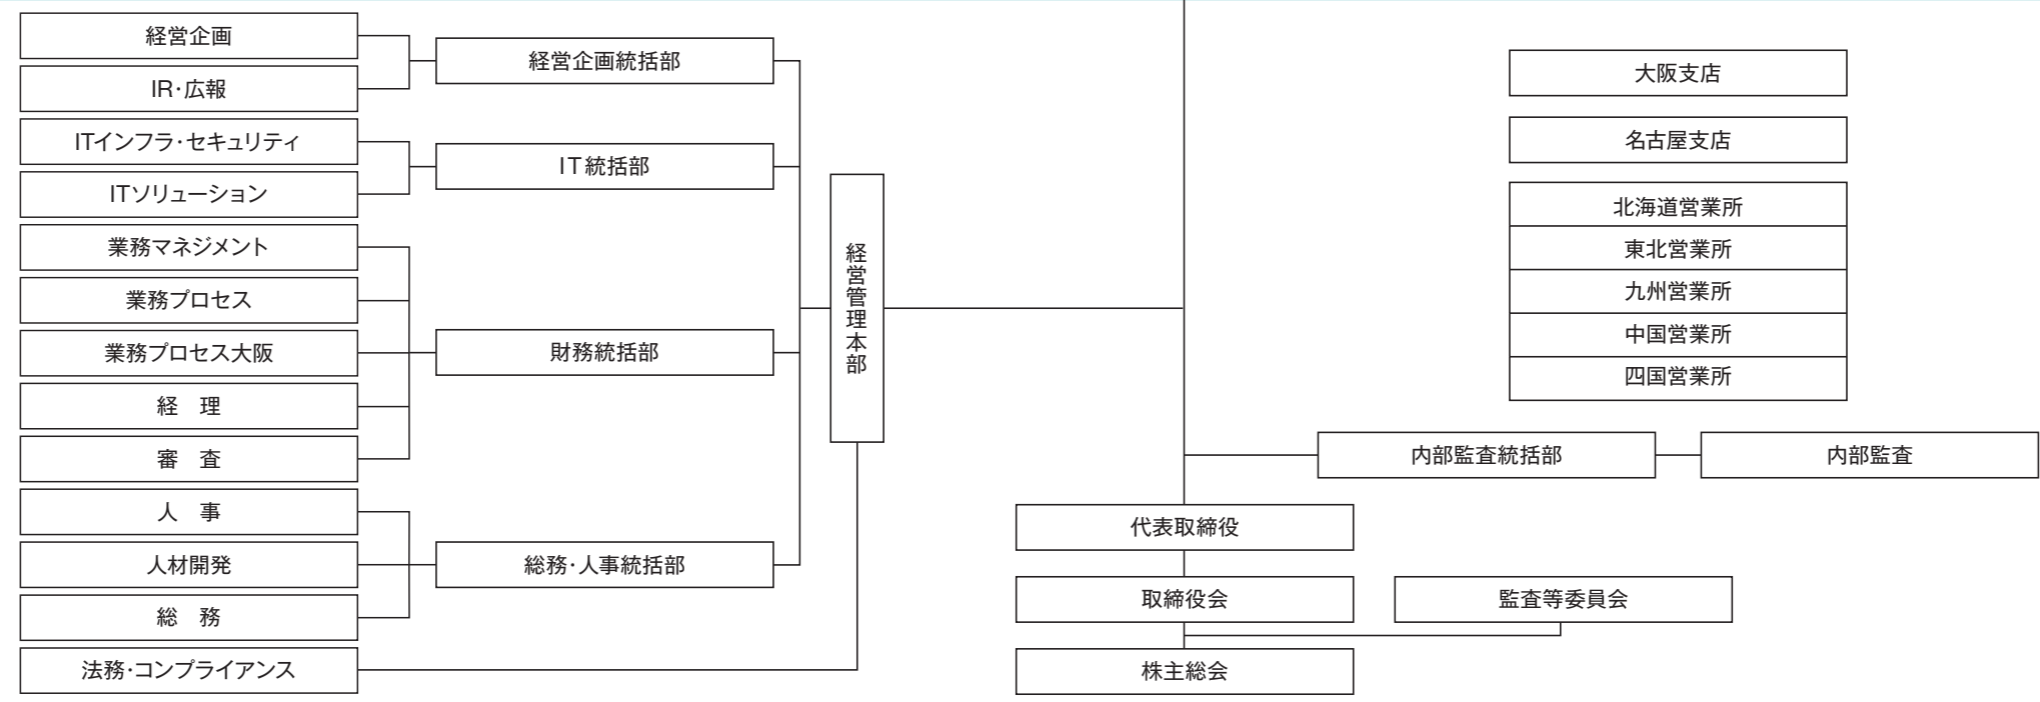 経営企画
IR・広報
ITインフラ・セキュリティ
ITソリューション
業務マネジメント
業務プロセス
業務プロセス大阪
経　理
審　査
人　事
人材開発
総　務
法務・コンプライアンス
経営企画統括部
IT統括部
財務統括部
総務・人事統括部
経営管理本部
大阪支店
名古屋支店
北海道営業所
東北営業所
九州営業所
中国営業所
四国営業所
内部監査統括部
内部監査
代表取締役
取締役会
監査等委員会
株主総会